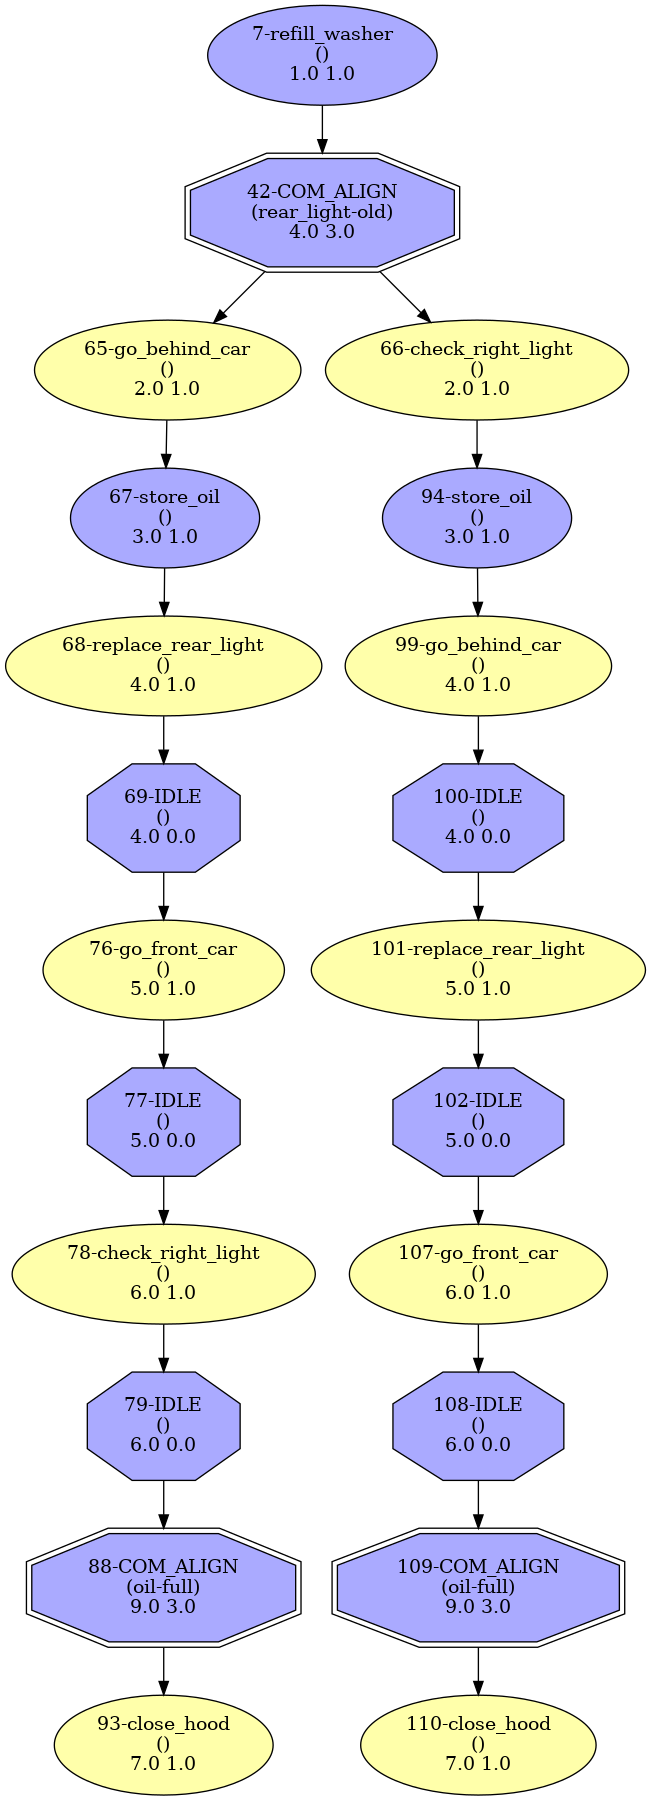 7-refill_washer
()
1.0 1.0
42-COM_ALIGN
(rear_light-old)
4.0 3.0
65-go_behind_car
()
2.0 1.0
66-check_right_light
()
2.0 1.0
67-store_oil
()
3.0 1.0
94-store_oil
()
3.0 1.0
68-replace_rear_light
()
4.0 1.0
99-go_behind_car
()
4.0 1.0
69-IDLE
()
4.0 0.0
100-IDLE
()
4.0 0.0
76-go_front_car
()
5.0 1.0
101-replace_rear_light
()
5.0 1.0
77-IDLE
()
5.0 0.0
102-IDLE
()
5.0 0.0
78-check_right_light
()
6.0 1.0
107-go_front_car
()
6.0 1.0
79-IDLE
()
6.0 0.0
108-IDLE
()
6.0 0.0
88-COM_ALIGN
(oil-full)
9.0 3.0
109-COM_ALIGN
(oil-full)
9.0 3.0
93-close_hood
()
7.0 1.0
110-close_hood
()
7.0 1.0